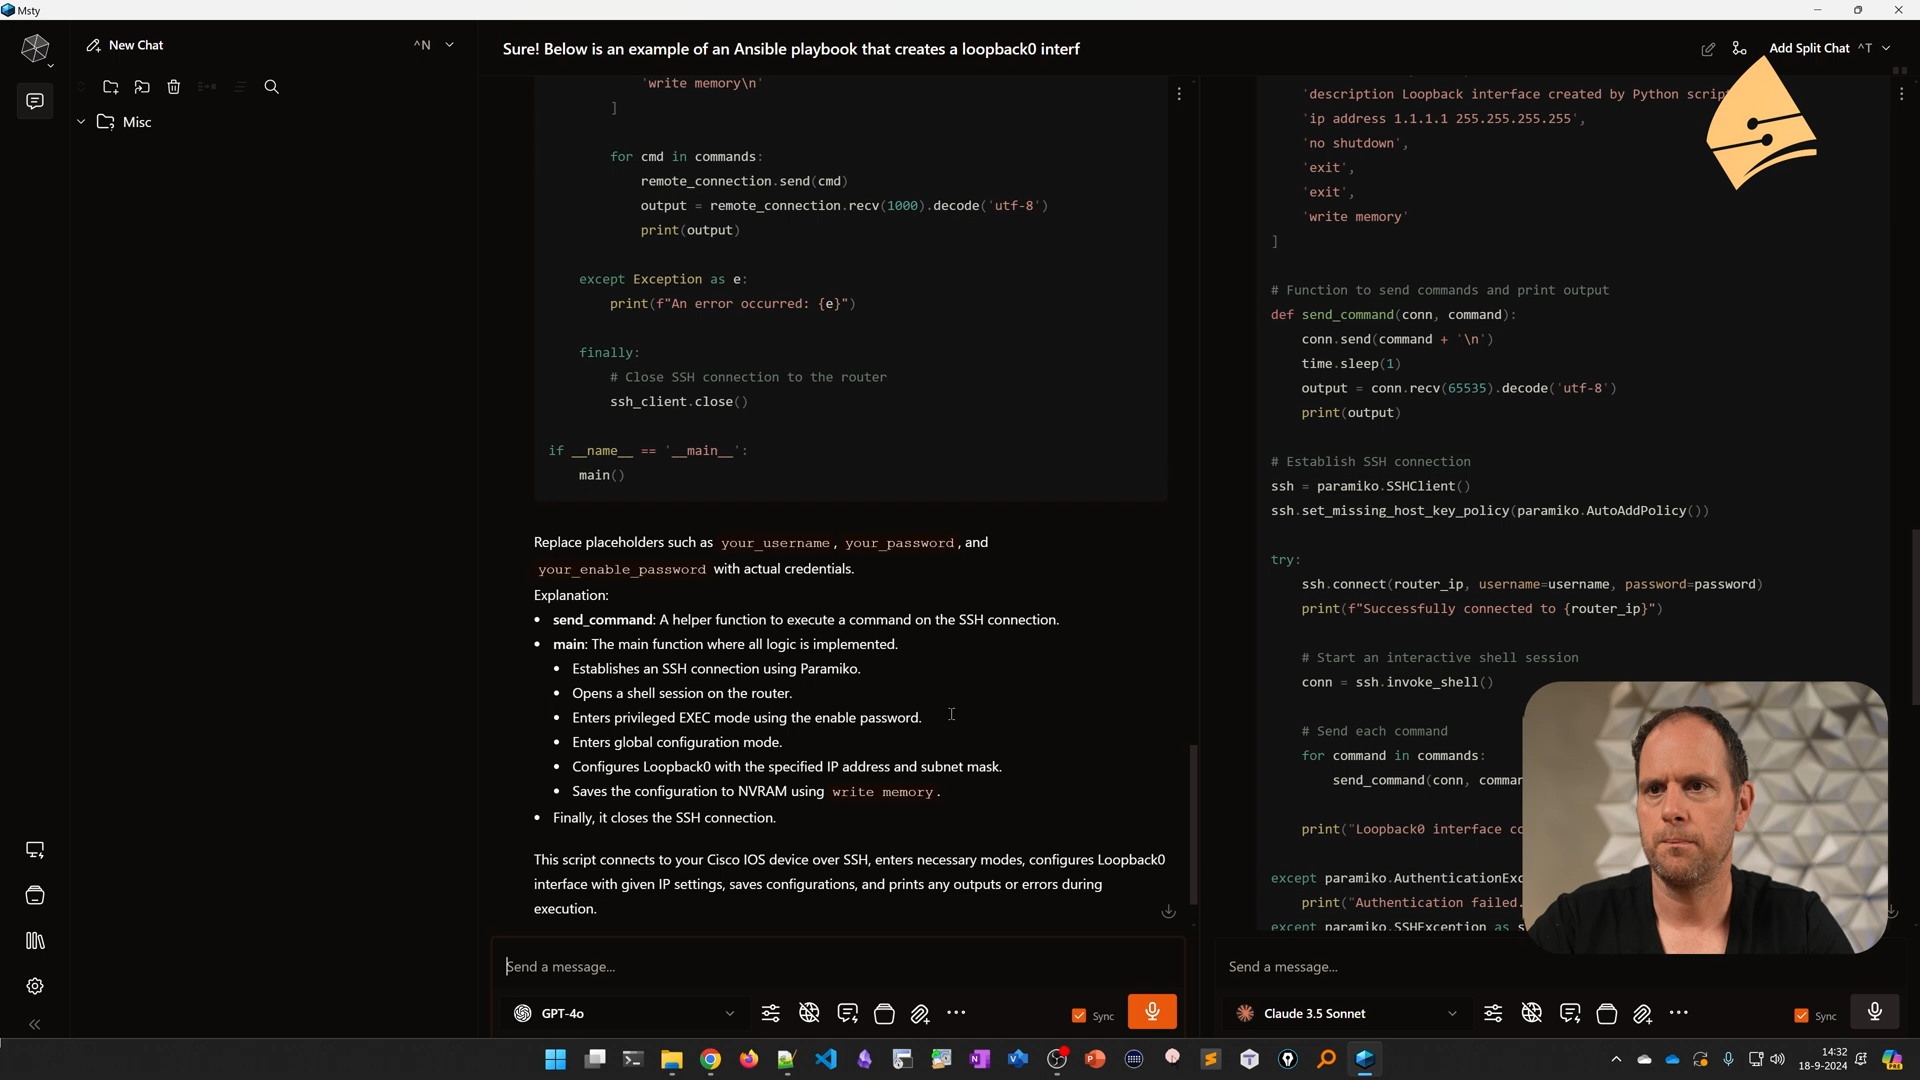 Msty
New Chat
^N
Sure! Below is an example of an Ansible playbook that creates a loopback0 interf
Add Split Chat ^T
Misc
'write memory\n'
]
for cmd in commands:
remote_connection.send(cmd)
output = remote_connection.recv(1000).decode('utf-8')
print(output)
except Exception as e:
print(f"An error occurred: {e}")
finally:
# Close SSH connection to the router
ssh_client.close()
if __name__ == '__main__':
main()
Replace placeholders such as your_username, your_password, and
your_enable_password with actual credentials.
Explanation:
• send_command: A helper function to execute a command on the SSH connection.
• main: The main function where all logic is implemented.
• Establishes an SSH connection using Paramiko.
• Opens a shell session on the router.
• Enters privileged EXEC mode using the enable password.
• Enters global configuration mode.
• Configures Loopback0 with the specified IP address and subnet mask.
• Saves the configuration to NVRAM using write memory.
• Finally, it closes the SSH connection.
This script connects to your Cisco IOS device over SSH, enters necessary modes, configures Loopback0
interface with given IP settings, saves configurations, and prints any outputs or errors during
execution.
Send a message...
GPT-4o
Sync
'description Loopback interface created by Python scrip
'ip address 1.1.1.1 255.255.255.255',
'no shutdown',
'exit',
'exit',
'write memory'
]
# Function to send commands and print output
def send_command(conn, command):
conn.send(command + '\n')
time.sleep(1)
output = conn.recv(65535).decode('utf-8')
print(output)
# Establish SSH connection
ssh = paramiko.SSHClient()
ssh.set_missing_host_key_policy(paramiko.AutoAddPolicy())
try:
ssh.connect(router_ip, username=username, password=password)
print(f"Successfully connected to {router_ip}")
# Start an interactive shell session
conn = ssh.invoke_shell()
# Send each command
for command in commands:
send_command(conn, comman
print("Loopback0 interface co
except paramiko.AuthenticationExc
print("Authentication failed.
except paramiko.SSHException as s
Send a message...
Claude 3.5 Sonnet
Sync
14:32
18-9-2024